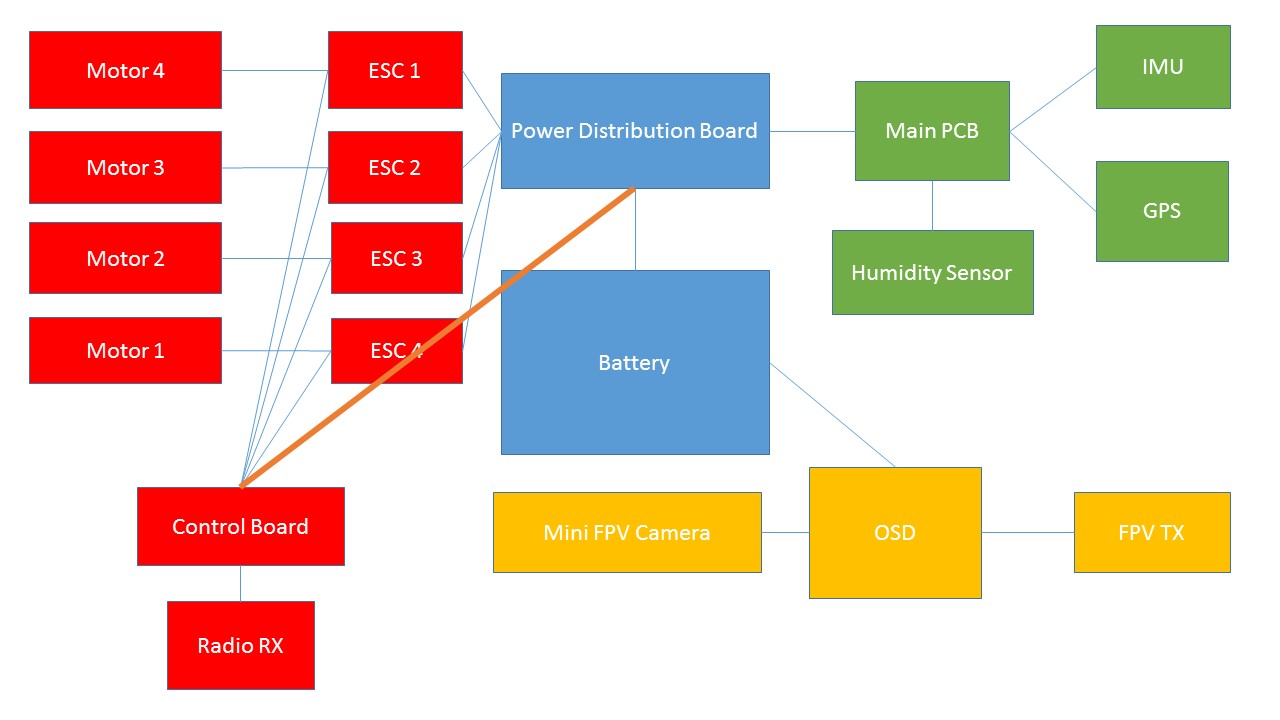 Motor 4
ESC 1
Power Distribution Board
Main PCB
IMU
Motor 3
ESC 2
GPS
Motor 2
ESC 3
Humidity Sensor
Motor 1
ESC 4
Battery
Control Board
Mini FPV Camera
OSD
FPV TX
Radio RX